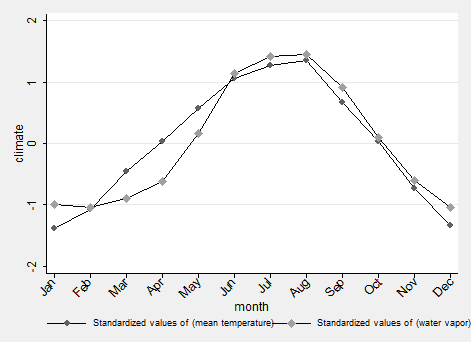 2
1
0
-1
-2
climate
Jan Feb Mar Apr May Jun Jul Aug Sep Oct Nov Dec
month
Standardized values of (mean temperature) Standardized values of (water vapor)